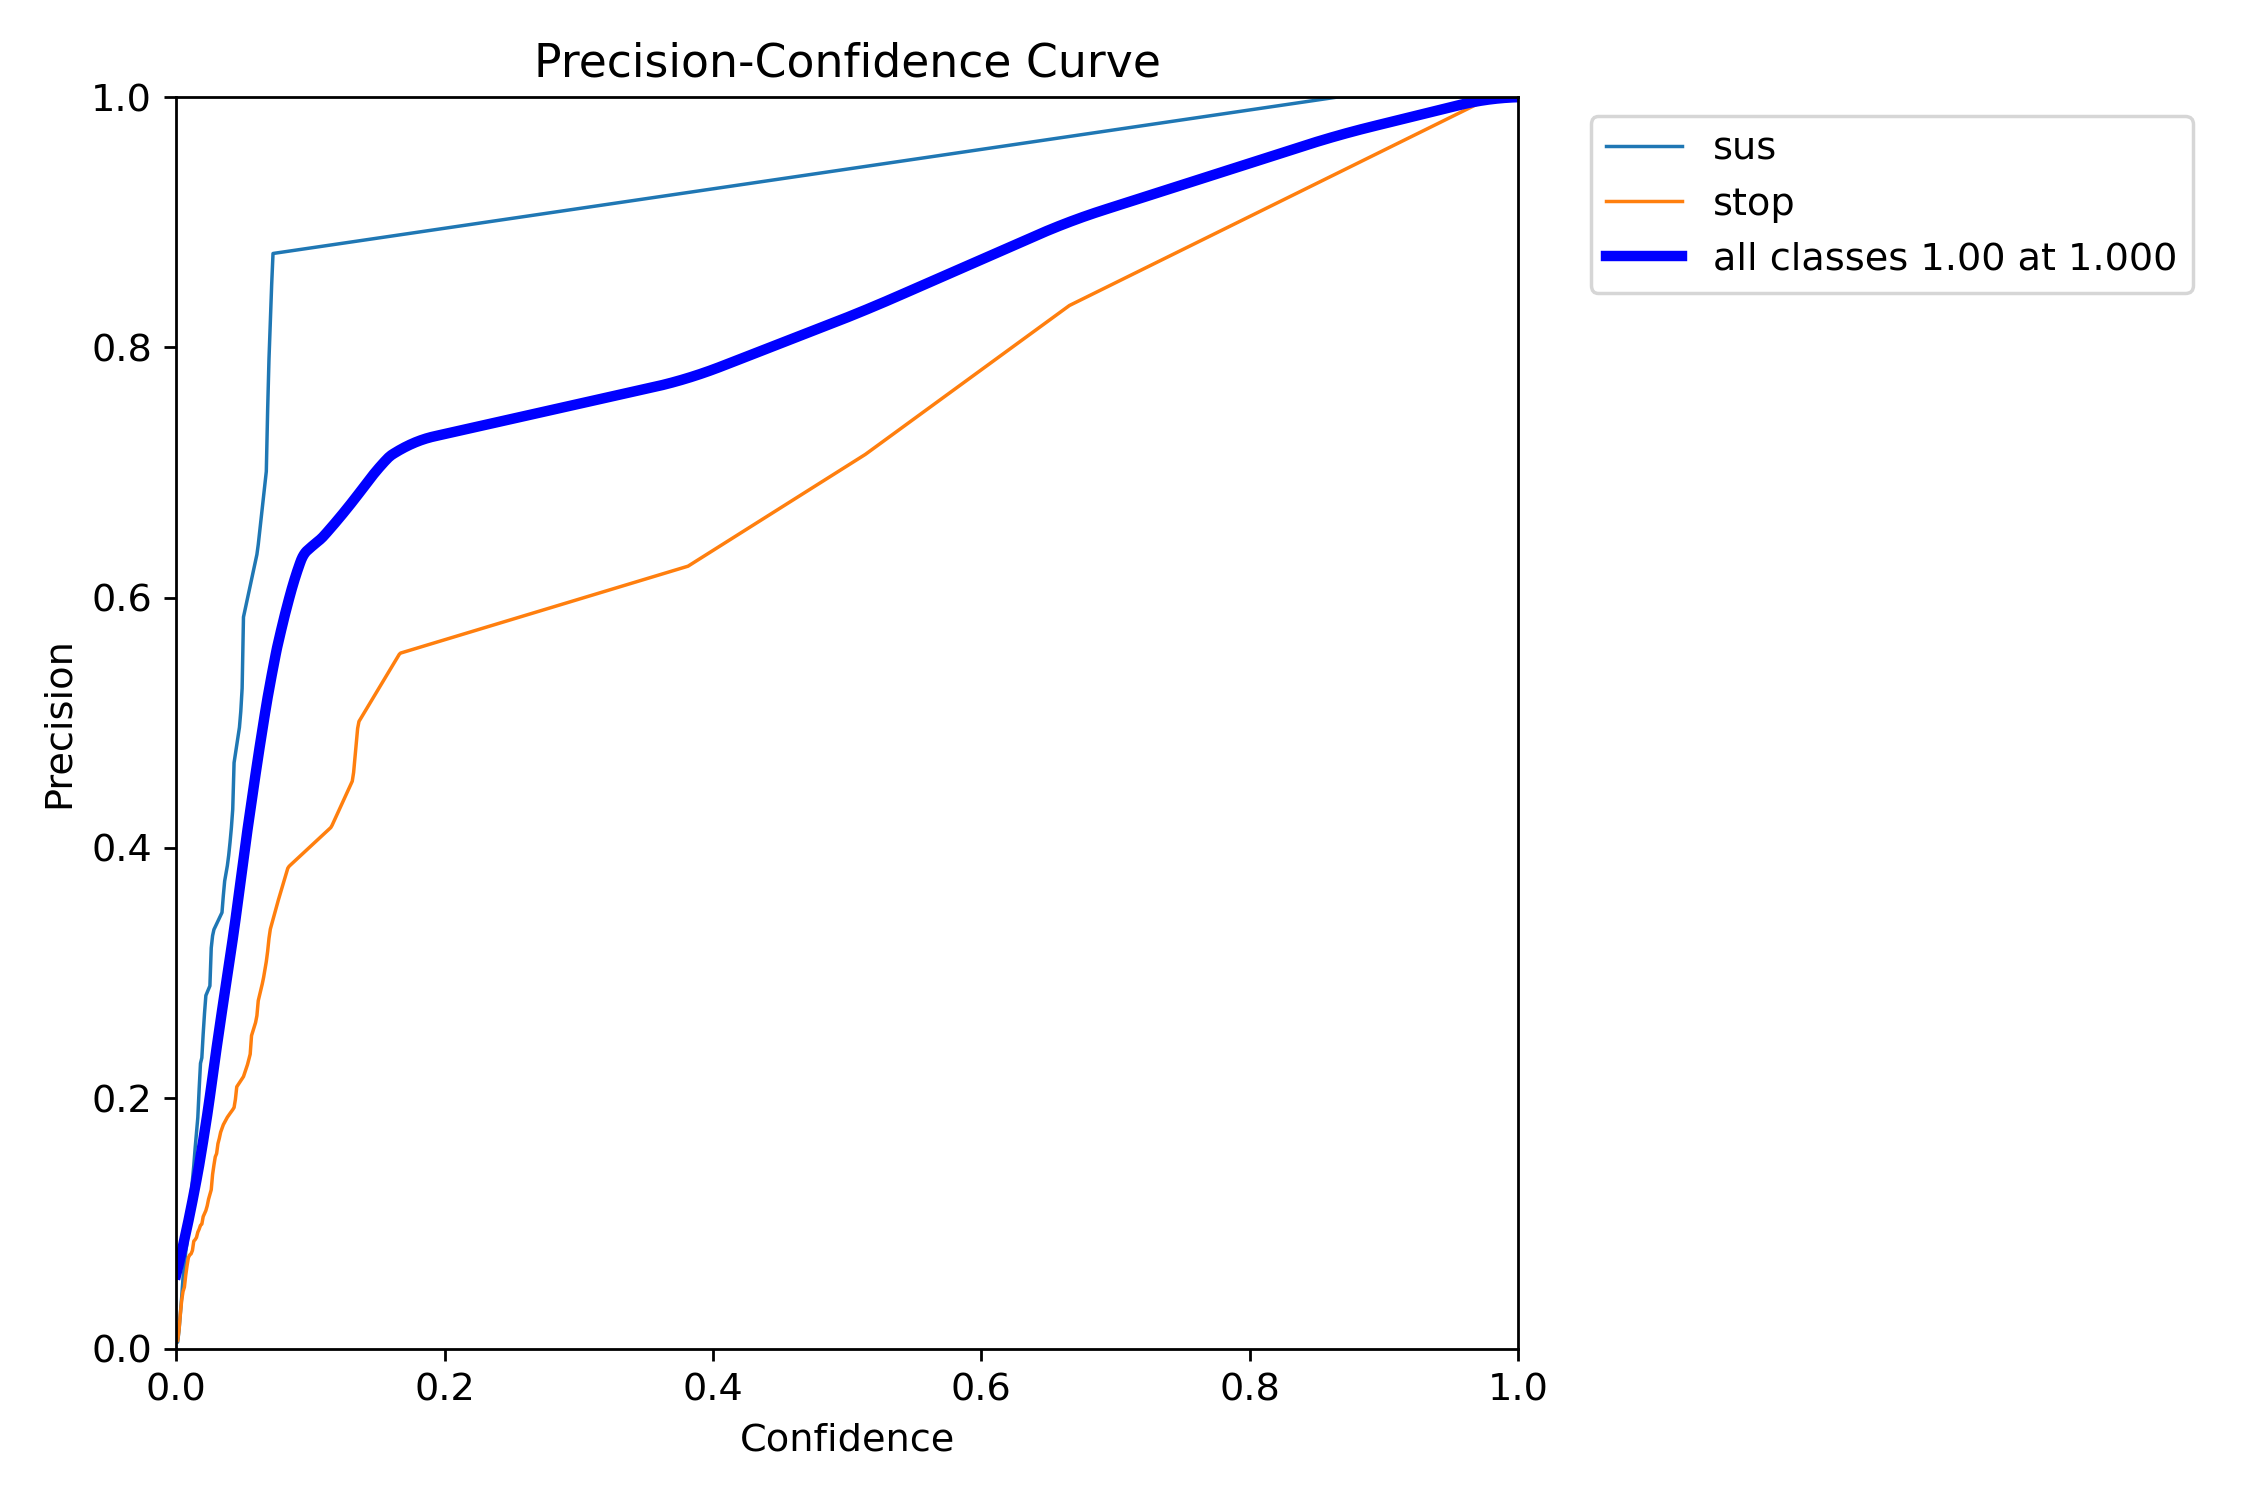 Precision-Confidence Curve
1.0
0.8
0.6
0.4
0.2
0.0
Precision
0.0 0.2 0.4 0.6 0.8 1.0
Confidence
sus
stop
all classes 1.00 at 1.000